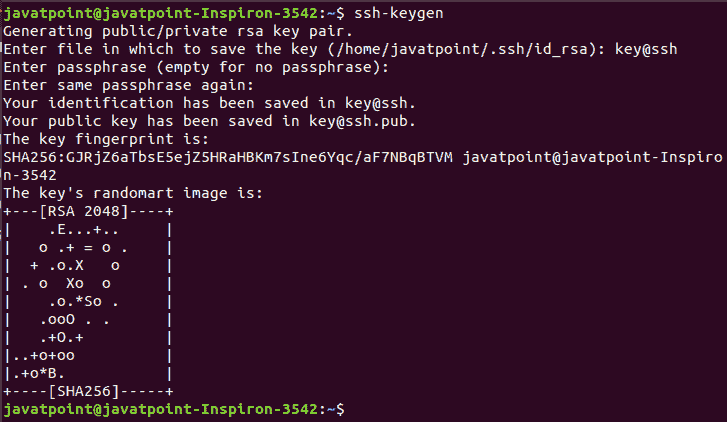 javatpoint@javatpoint-Inspiron-3542:~$ ssh-keygen
Generating public/private rsa key pair.
Enter file in which to save the key (/home/javatpoint/.ssh/id_rsa): key@ssh
Enter passphrase (empty for no passphrase):
Enter same passphrase again:
Your identification has been saved in key@ssh.
Your public key has been saved in key@ssh.pub.
The key fingerprint is:
SHA256:GJRjZ6aTbsE5ejZ5HRaHBKm7sIne6Yqc/aF7NBqBTVM javatpoint@javatpoint-Inspiro
n-3542
The key's randomart image is:
+---[RSA 2048]----+
|    .E...+..     |
|   o .+ = o .    |
|  + .o.X   o     |
| . o  Xo  o      |
|    .o.*So .     |
|   .ooO . .      |
|   .+O.+         |
|..+o+oo          |
|.+o*B.           |
+----[SHA256]-----+
javatpoint@javatpoint-Inspiron-3542:~$